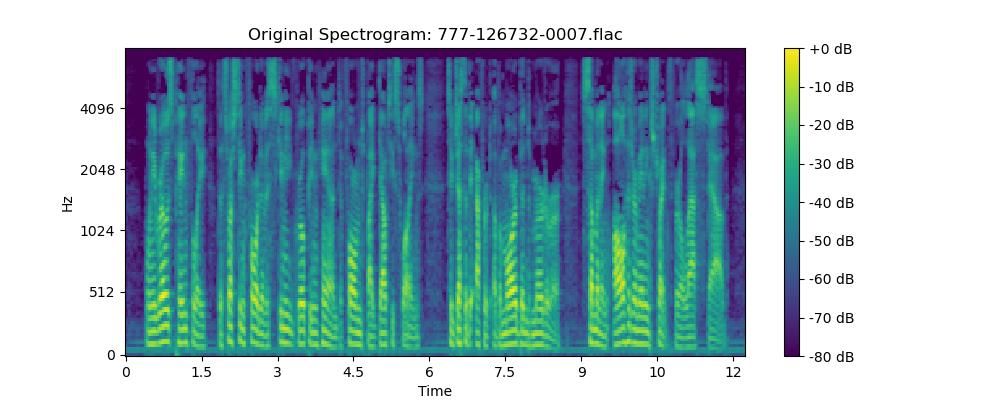 Original Spectrogram: 777-126732-0007.flac
Hz
4096
2048
1024
512
0
0 1.5 3 4.5 6 7.5 9 10 12
Time
+0 dB
-10 dB
-20 dB
-30 dB
-40 dB
-50 dB
-60 dB
-70 dB
-80 dB